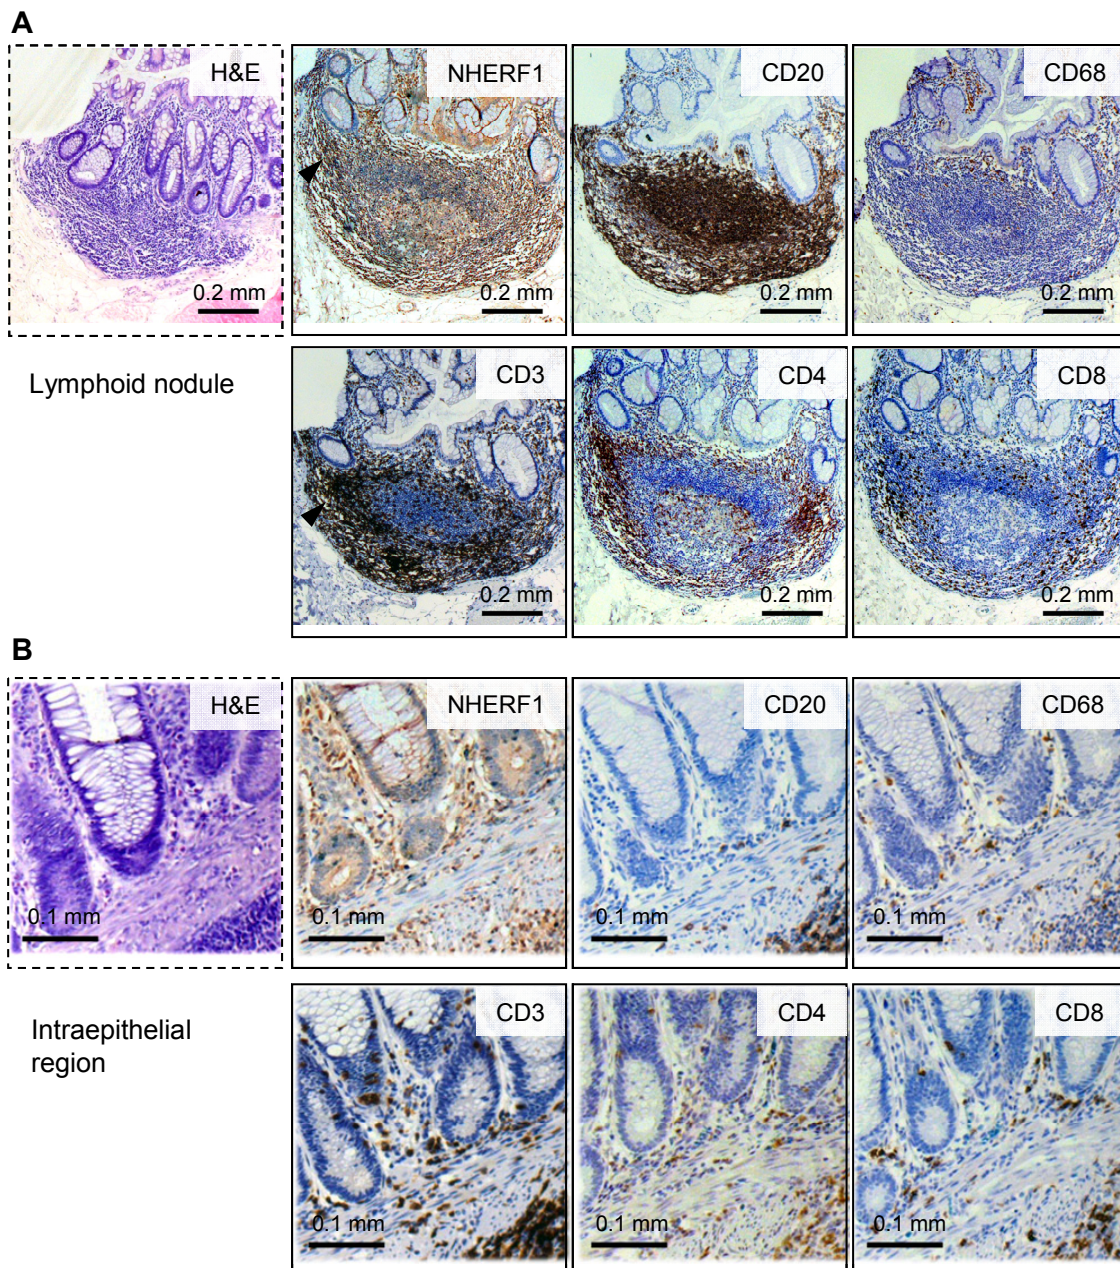 A
H&E
NHERF1
CD20
CD68
0.2 mm
0.2 mm
0.2 mm
0.2 mm
Lymphoid nodule
CD3
CD4
CD8
0.2 mm
0.2 mm
0.2 mm
B
H&E
NHERF1
CD20
CD68
0.1 mm
0.1 mm
0.1 mm
0.1 mm
Intraepithelial
region
CD3
CD4
CD8
0.1 mm
0.1 mm
0.1 mm